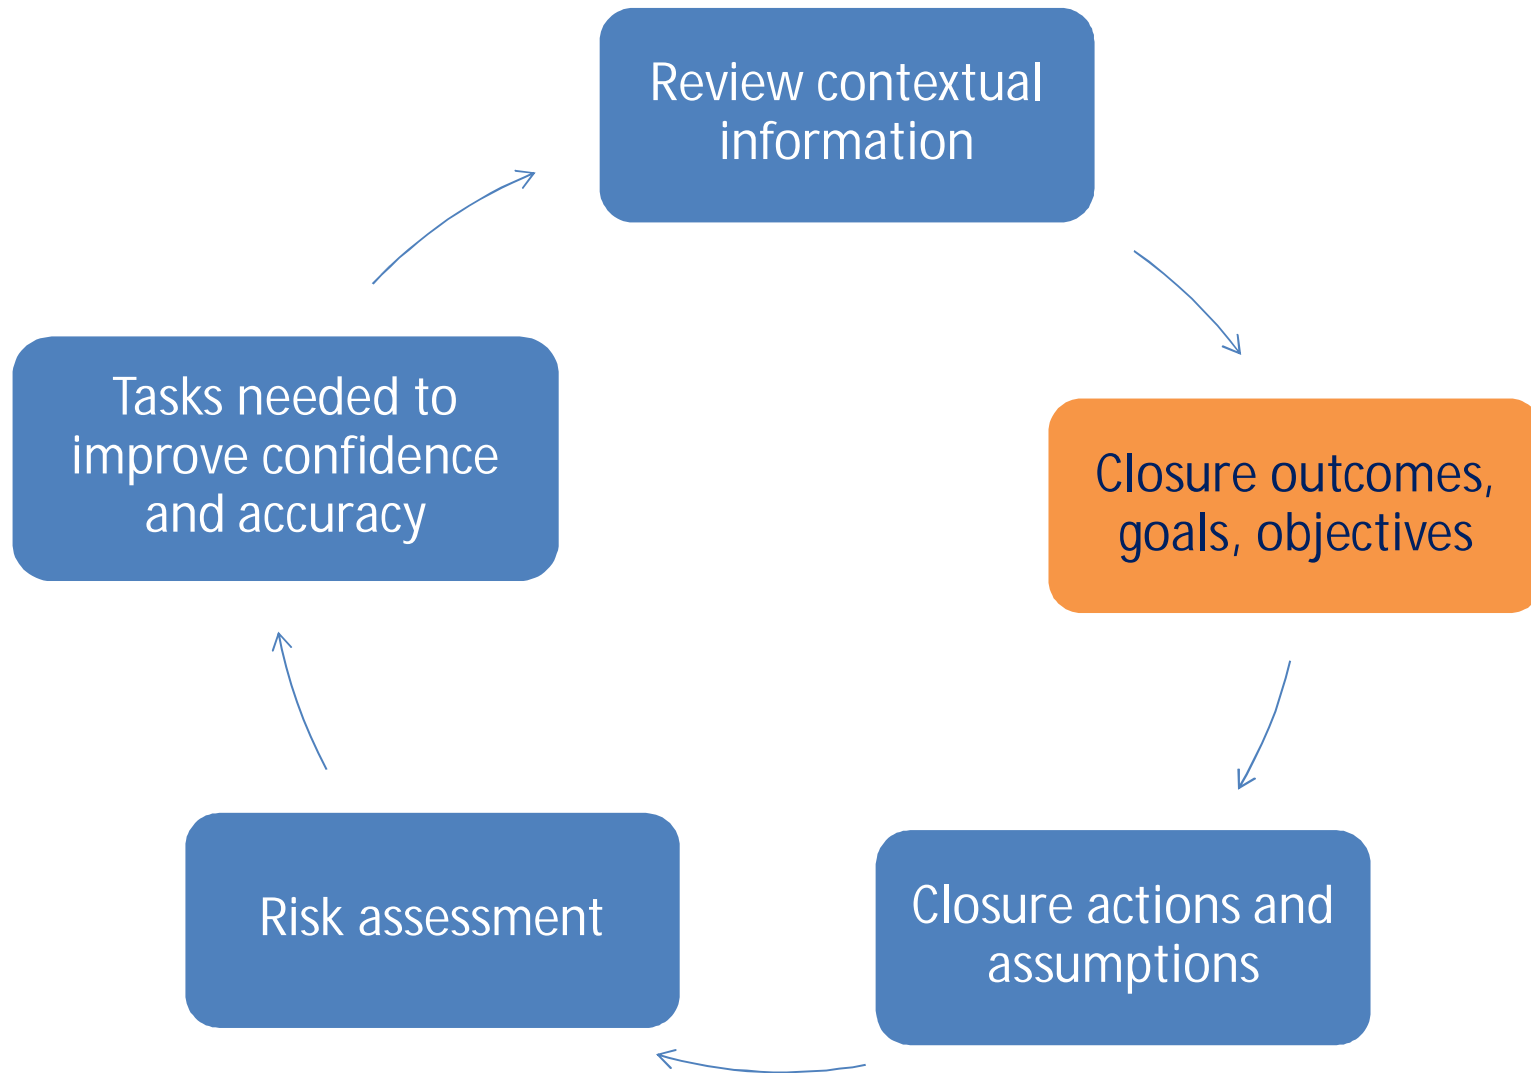 Review contextual
information
Closure outcomes,
goals, objectives
Closure actions and
assumptions
Risk assessment
Tasks needed to
improve confidence
and accuracy